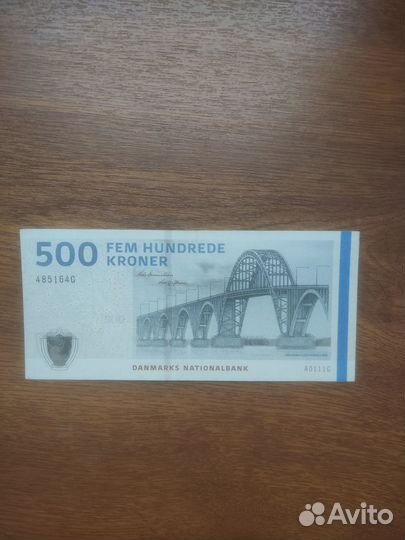 500 FEM HUNDREDE
KRONER
485164G
DANMARKS NATIONALBANK
A0111G
Avito